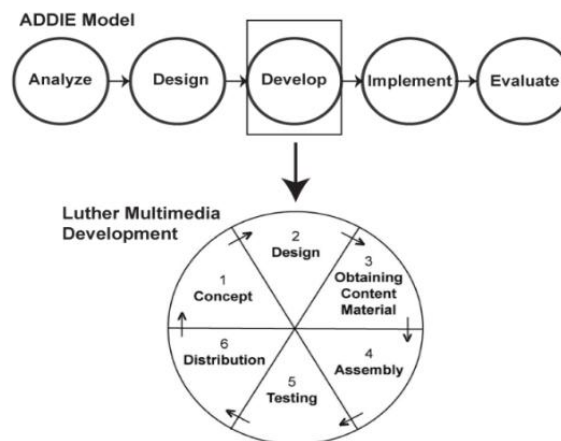 ADDIE Model
Analyze
Design
Develop
Implement
Evaluate
Luther Multimedia
Development
1
Concept
2
Design
3
Obtaining
Content
Material
4
Assembly
5
Testing
6
Distribution